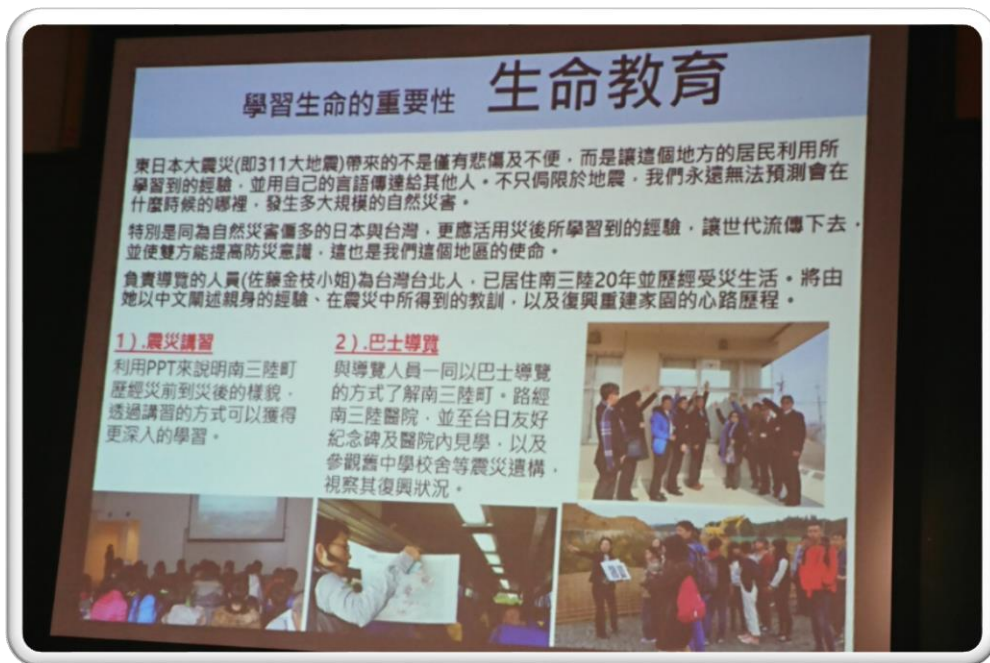 學習生命的重要性 生命教育
東日本大震災(即311大地震)帶來的不是僅有悲傷及不便，而是讓這個地方的居民利用所
學習到的經驗，並用自己的言語傳達給其他人。不只侷限於地震，我們永遠無法預測會在
什麼時候的哪裡，發生多大規模的自然災害。
特別是同為自然災害偏多的日本與台灣，更應活用災後所學習到的經驗，讓世代流傳下去，
並使雙方能提高防災意識，這也是我們這個地區的使命。
負責導覽的人員(佐藤金枝小姐)為台灣台北人，已居住南三陸20年並歷經受災生活。將由
她以中文闡述親身的經驗、在震災中所得到的教訓，以及復興重建家園的心路歷程。
1）.震災講習
利用PPT來說明南三陸町
歷經災前到災後的樣貌，
透過講習的方式可以獲得
更深入的學習。
2）.巴士導覽
與導覽人員一同以巴士導覽
的方式了解南三陸町。路經
南三陸醫院，並至台日友好
紀念碑及醫院內見學，以及
參觀舊中學校舍等震災遺構，
視察其復興狀況。